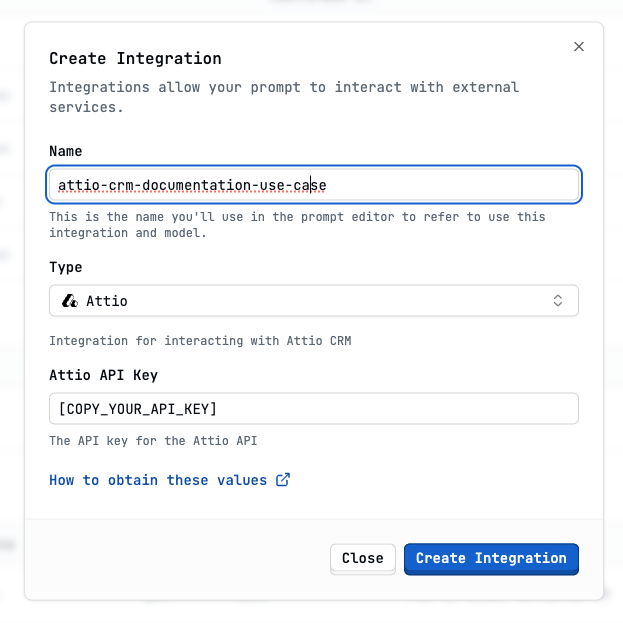 Create Integration
Integrations allow your prompt to interact with external
services.
Name
attio-crm-documentation-use-case
This is the name you'll use in the prompt editor to refer to use this
integration and model.
Type
Attio
Integration for interacting with Attio CRM
Attio API Key
[COPY_YOUR_API_KEY]
The API key for the Attio API
How to obtain these values
Close
Create Integration